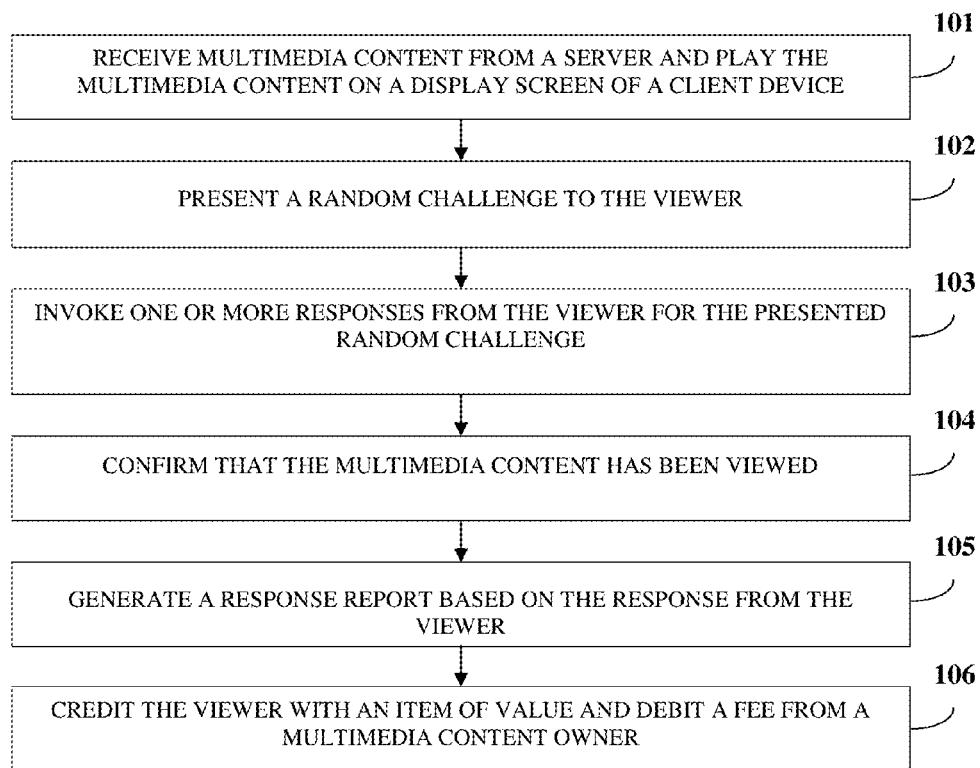 101
RECEIVE MULTIMEDIA CONTENT FROM A SERVER AND PLAY THE
MULTIMEDIA CONTENT ON A DISPLAY SCREEN OF A CLIENT DEVICE
102
PRESENT A RANDOM CHALLENGE TO THE VIEWER
103
INVOKE ONE OR MORE RESPONSES FROM THE VIEWER FOR THE PRESENTED
RANDOM CHALLENGE
104
CONFIRM THAT THE MULTIMEDIA CONTENT HAS BEEN VIEWED
105
GENERATE A RESPONSE REPORT BASED ON THE RESPONSE FROM THE
VIEWER
106
CREDIT THE VIEWER WITH AN ITEM OF VALUE AND DEBIT A FEE FROM A
MULTIMEDIA CONTENT OWNER